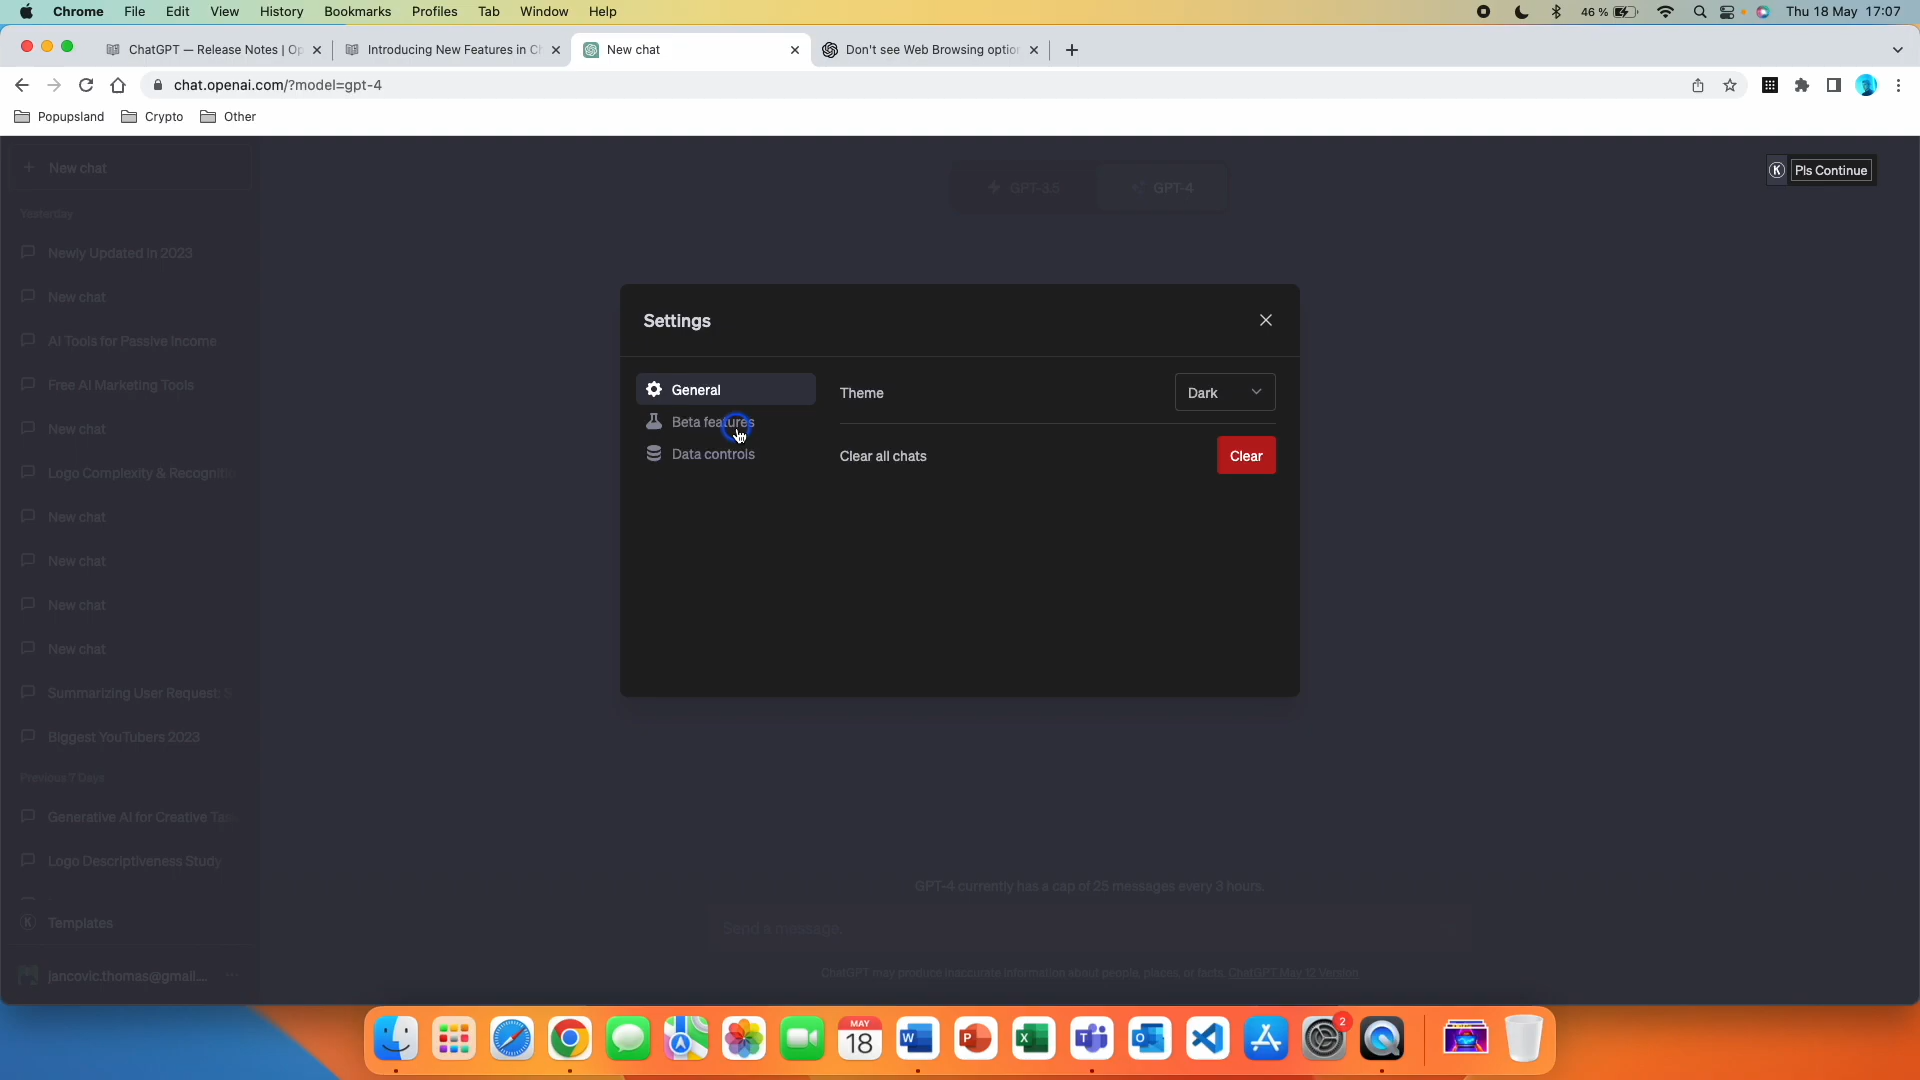 Chrome File Edit View History Bookmarks Profiles Tab Window Help 46 % Thu 18 May 17:07
ChatGPT — Release Notes | Op
Introducing New Features in Ch
New chat
Don't see Web Browsing option
chat.openai.com/?model=gpt-4
Popupsland Crypto Other
New chat
GPT-3.5 GPT-4
K Pls Continue
Yesterday
Newly Updated in 2023
New chat
AI Tools for Passive Income
Free AI Marketing Tools
New chat
Logo Complexity & Recogniti
New chat
New chat
New chat
New chat
Summarizing User Request: S
Biggest YouTubers 2023
Previous 7 Days
Generative AI for Creative Tas
Logo Descriptiveness Study
K Templates
jancovic.thomas@gmail...
Settings
General
Beta features
Data controls
Theme Dark
Clear all chats Clear
GPT-4 currently has a cap of 25 messages every 3 hours.
Send a message.
ChatGPT may produce inaccurate information about people, places, or facts. ChatGPT May 12 Version
MAY
18
W
P
X
T
O
2